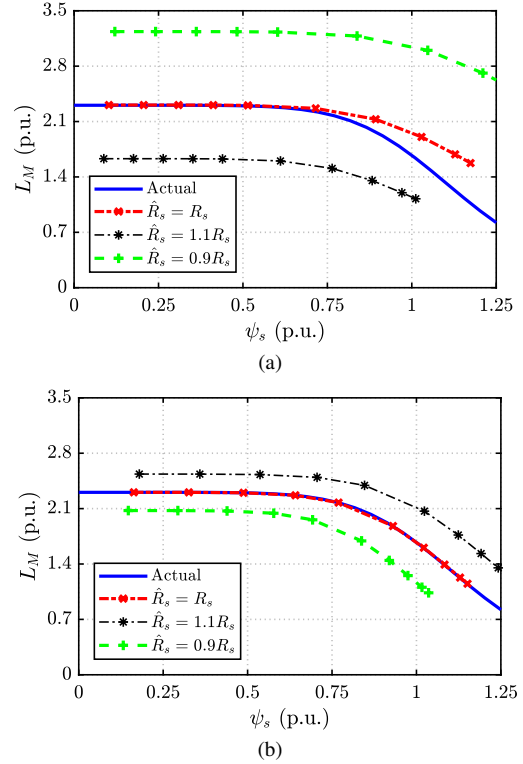 3.5
2.8
2.1
1.4
0.7
0
L_M (p.u.)
Actual
R̂_s = R_s
R̂_s = 1.1R_s
R̂_s = 0.9R_s
0 0.25 0.5 0.75 1 1.25
ψ_s (p.u.)
(a)
3.5
2.8
2.1
1.4
0.7
0
L_M (p.u.)
Actual
R̂_s = R_s
R̂_s = 1.1R_s
R̂_s = 0.9R_s
0 0.25 0.5 0.75 1 1.25
ψ_s (p.u.)
(b)